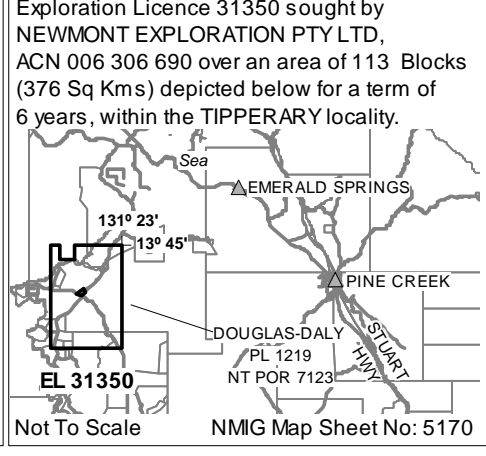 Exploration Licence 31350 sought by
NEWMONT EXPLORATION PTY LTD,
ACN 006 306 690 over an area of 113 Blocks
(376 Sq Kms) depicted below for a term of
6 years, within the TIPPERARY locality.
Sea
EMERALD SPRINGS
131° 23'
13° 45'
PINE CREEK
DOUGLAS-DALY
PL 1219
NT POR 7123
STUART
HWY
EL 31350
Not To Scale NMIG Map Sheet No: 5170